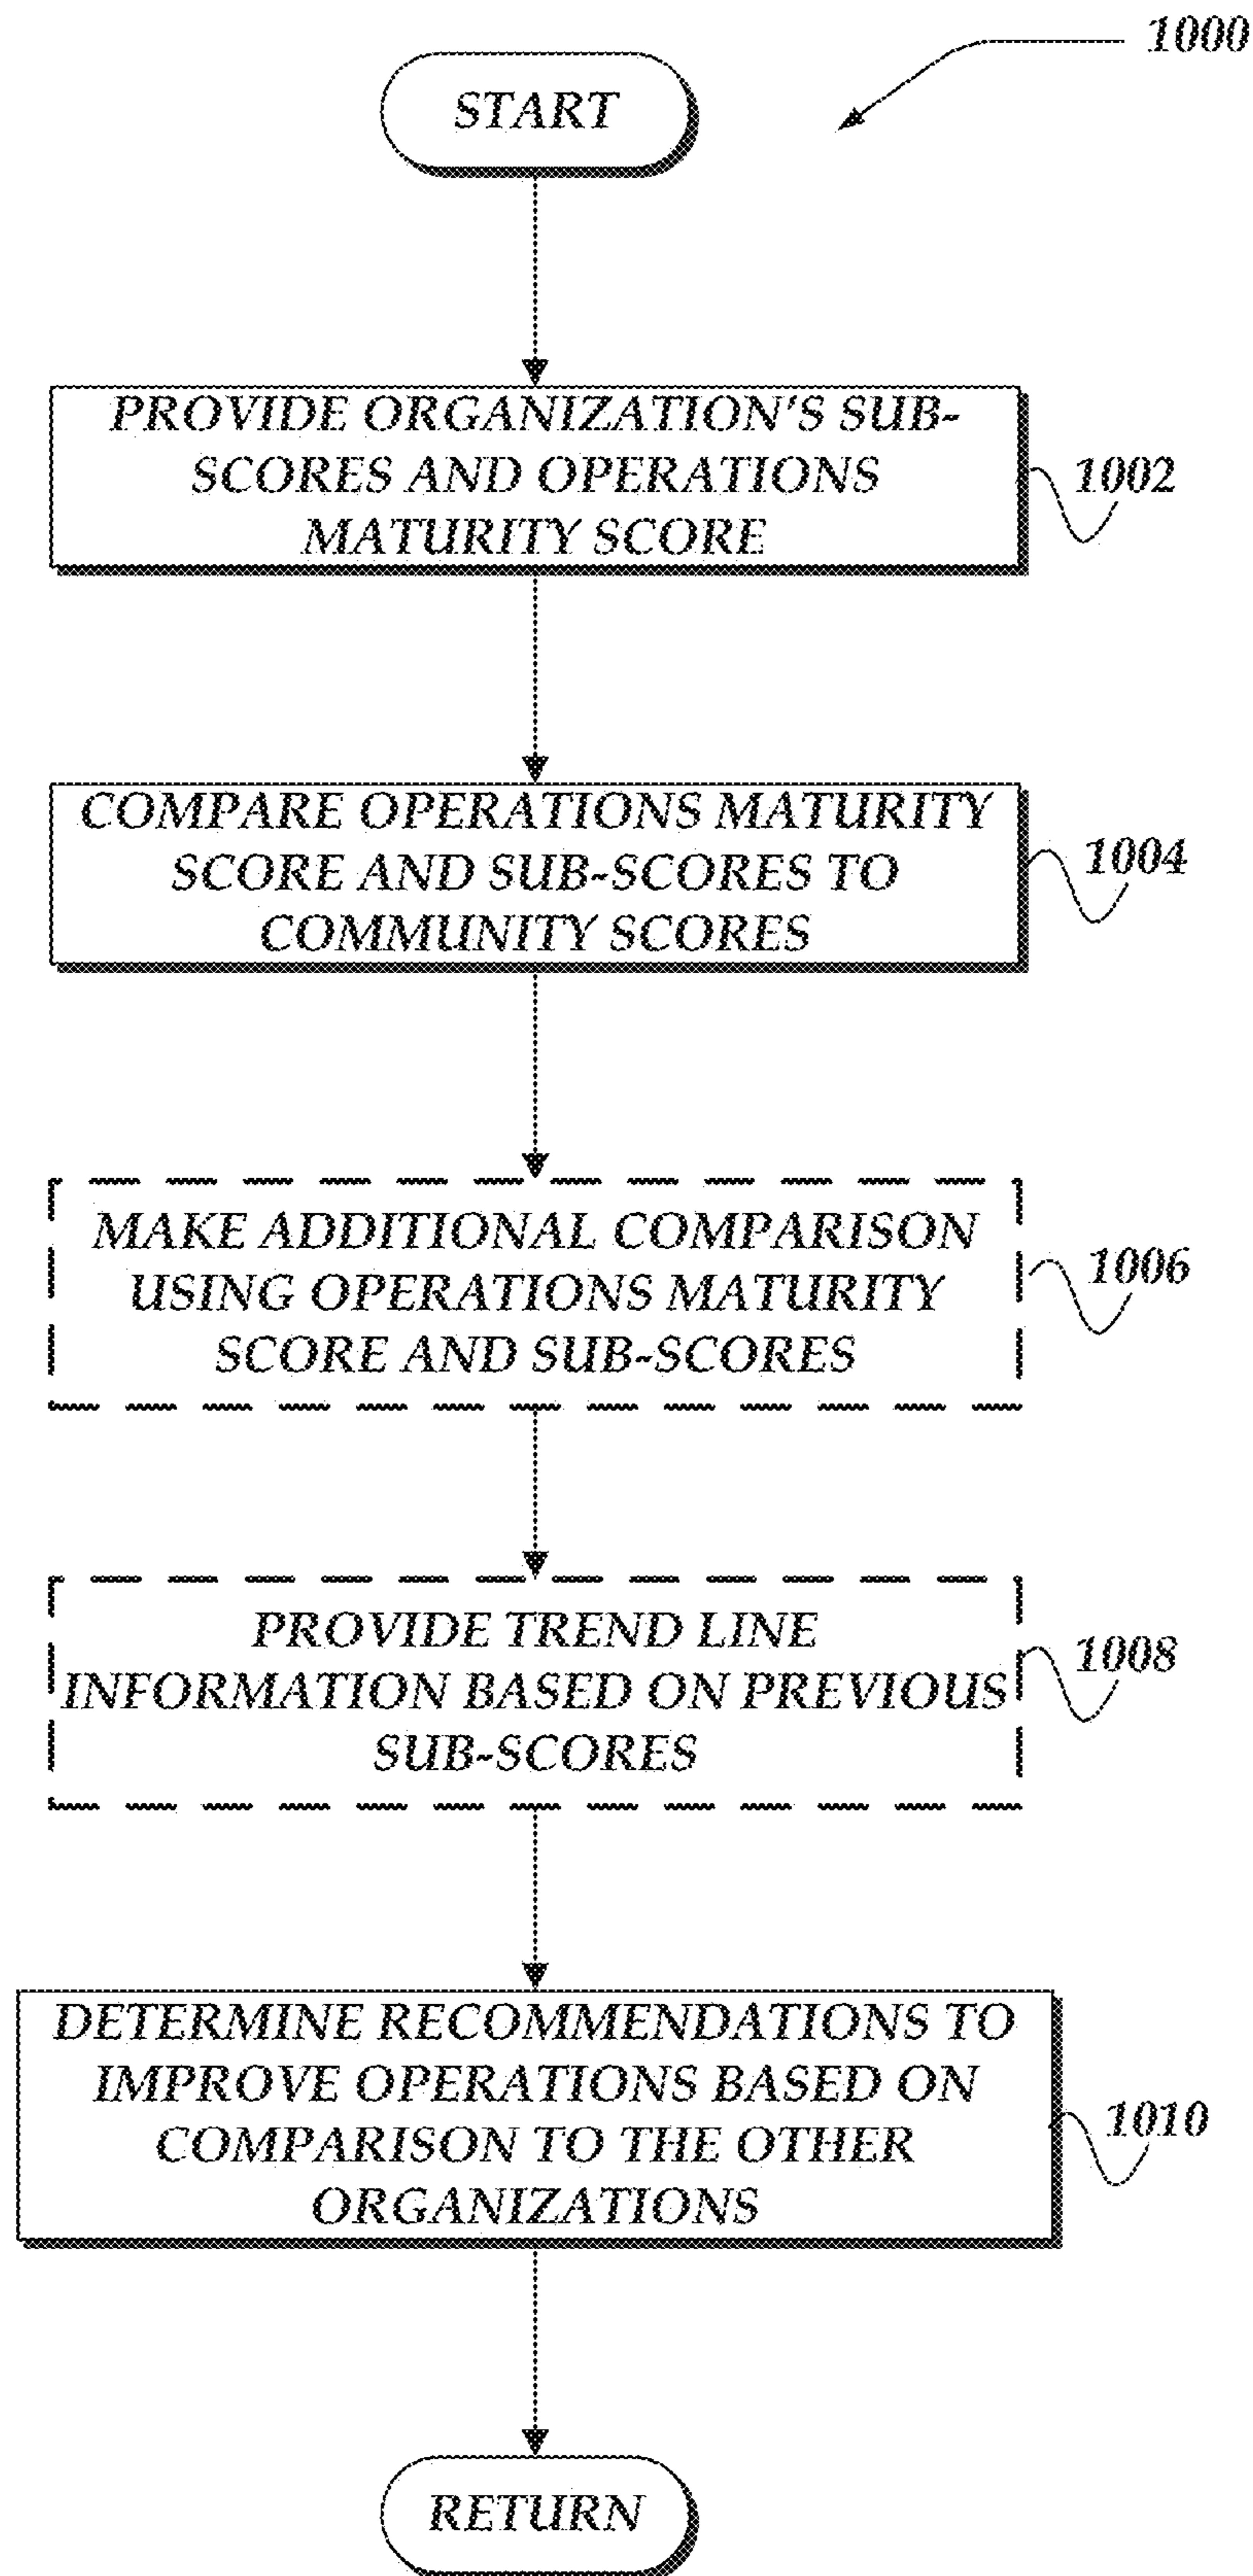 1000
START
PROVIDE ORGANIZATION'S SUB-
SCORES AND OPERATIONS
MATURITY SCORE
1002
COMPARE OPERATIONS MATURITY
SCORE AND SUB-SCORES TO
COMMUNITY SCORES
1004
MAKE ADDITIONAL COMPARISON
USING OPERATIONS MATURITY
SCORE AND SUB-SCORES
1006
PROVIDE TREND LINE
INFORMATION BASED ON PREVIOUS
SUB-SCORES
1008
DETERMINE RECOMMENDATIONS TO
IMPROVE OPERATIONS BASED ON
COMPARISON TO THE OTHER
ORGANIZATIONS
1010
RETURN